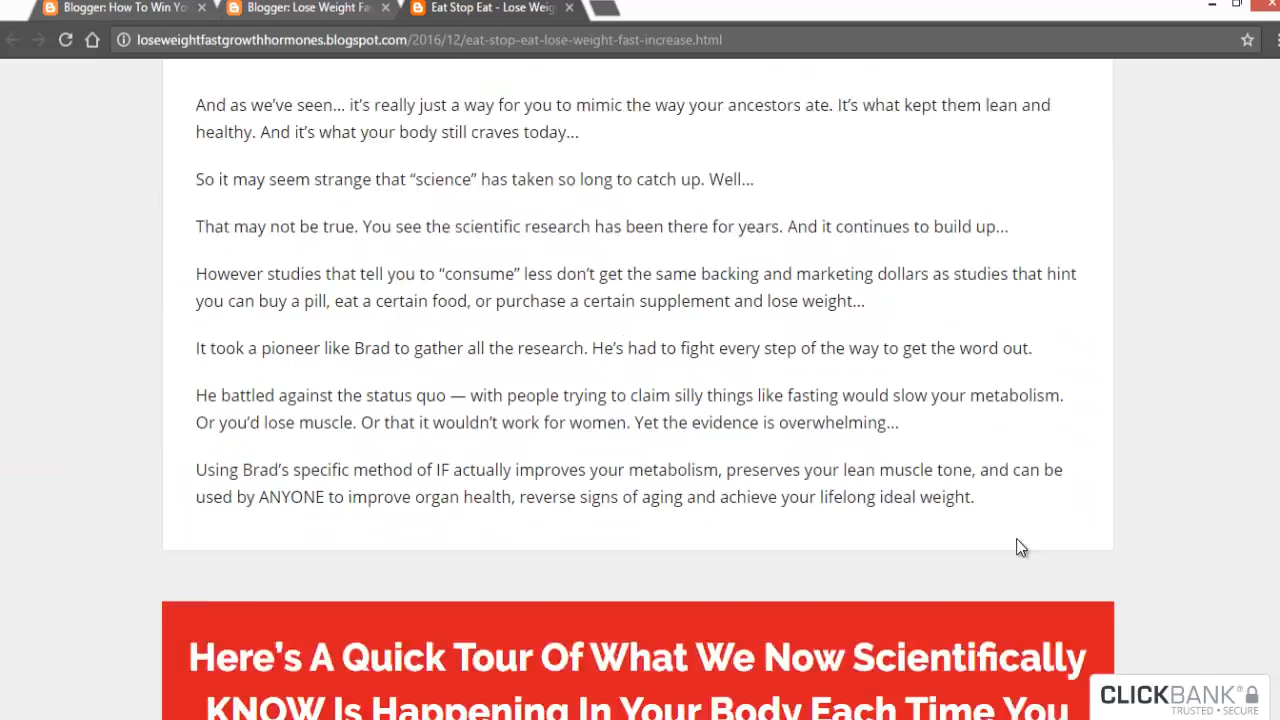 Blogger: How To Win Yo
Blogger: Lose Weight Fa
Eat Stop Eat - Lose Weig
loseweightfastgrowthhormones.blogspot.com/2016/12/eat-stop-eat-lose-weight-fast-increase.html
And as we’ve seen… it’s really just a way for you to mimic the way your ancestors ate. It’s what kept them lean and
healthy. And it’s what your body still craves today…
So it may seem strange that “science” has taken so long to catch up. Well…
That may not be true. You see the scientific research has been there for years. And it continues to build up…
However studies that tell you to “consume” less don’t get the same backing and marketing dollars as studies that hint
you can buy a pill, eat a certain food, or purchase a certain supplement and lose weight…
It took a pioneer like Brad to gather all the research. He’s had to fight every step of the way to get the word out.
He battled against the status quo — with people trying to claim silly things like fasting would slow your metabolism.
Or you’d lose muscle. Or that it wouldn’t work for women. Yet the evidence is overwhelming…
Using Brad’s specific method of IF actually improves your metabolism, preserves your lean muscle tone, and can be
used by ANYONE to improve organ health, reverse signs of aging and achieve your lifelong ideal weight.
Here’s A Quick Tour Of What We Now Scientifically
KNOW Is Happening In Your Body Each Time You
CLICKBANK®
TRUSTED • SECURE